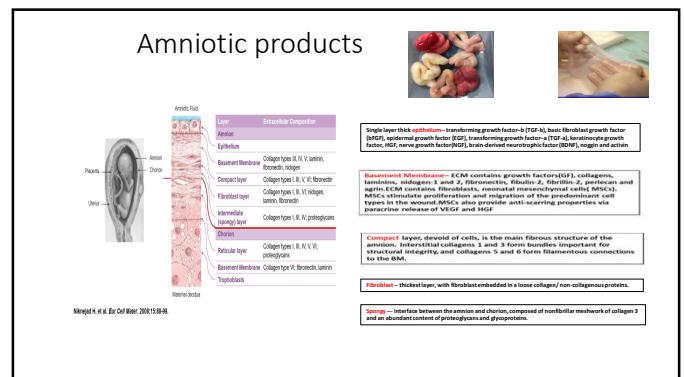 Amniotic products
Amniotic Fluid
Amnion
Chorion
Placenta
Uterus
Maternal decidua
Layer Extracellular Composition
Amnion
Epithelium
Basement Membrane Collagen types III, IV, V; laminin,
fibronectin, nidogen
Compact layer Collagen types I, III, V, VI; fibronectin
Fibroblast layer Collagen types I, III, VI; nidogen,
laminin, fibronectin
Intermediate
(spongy) layer Collagen types I, III, IV; proteoglycans
Chorion
Reticular layer Collagen types I, III, IV, V, VI;
proteoglycans
Basement Membrane Collagen type VI; fibronectin, laminin
Trophoblasts
Niknejad H, et al. Eur Cell Mater. 2008;15:88-99.
Single layer thick epithelium-- transforming growth factor–b (TGF-b), basic fibroblast growth factor
(bFGF), epidermal growth factor (EGF), transforming growth factor–a (TGF-a), keratinocyte growth
factor, HGF, nerve growth factor(NGF), brain-derived neurotrophic factor (BDNF), noggin and activin
Basement Membrane-- ECM contains growth factors(GF), collagens,
laminins, nidogen-1 and 2, fibronectin, fibulin-2, fibrillin-2, perlecan and
agrin.ECM contains fibroblasts, neonatal mesenchymal cells( MSCs).
MSCs stimulate proliferation and migration of the predominant cell
types in the wound.MSCs also provide anti-scarring properties via
paracrine release of VEGF and HGF
Compact layer, devoid of cells, is the main fibrous structure of the
amnion. Interstitial collagens 1 and 3 form bundles important for
structural integrity, and collagens 5 and 6 form filamentous connections
to the BM.
Fibroblast – thickest layer, with fibroblast embedded in a loose collagen/ non-collagenous proteins.
Spongy --- interface between the amnion and chorion, composed of nonfibrillar meshwork of collagen 3
and an abundant content of proteoglycans and glycoproteins.